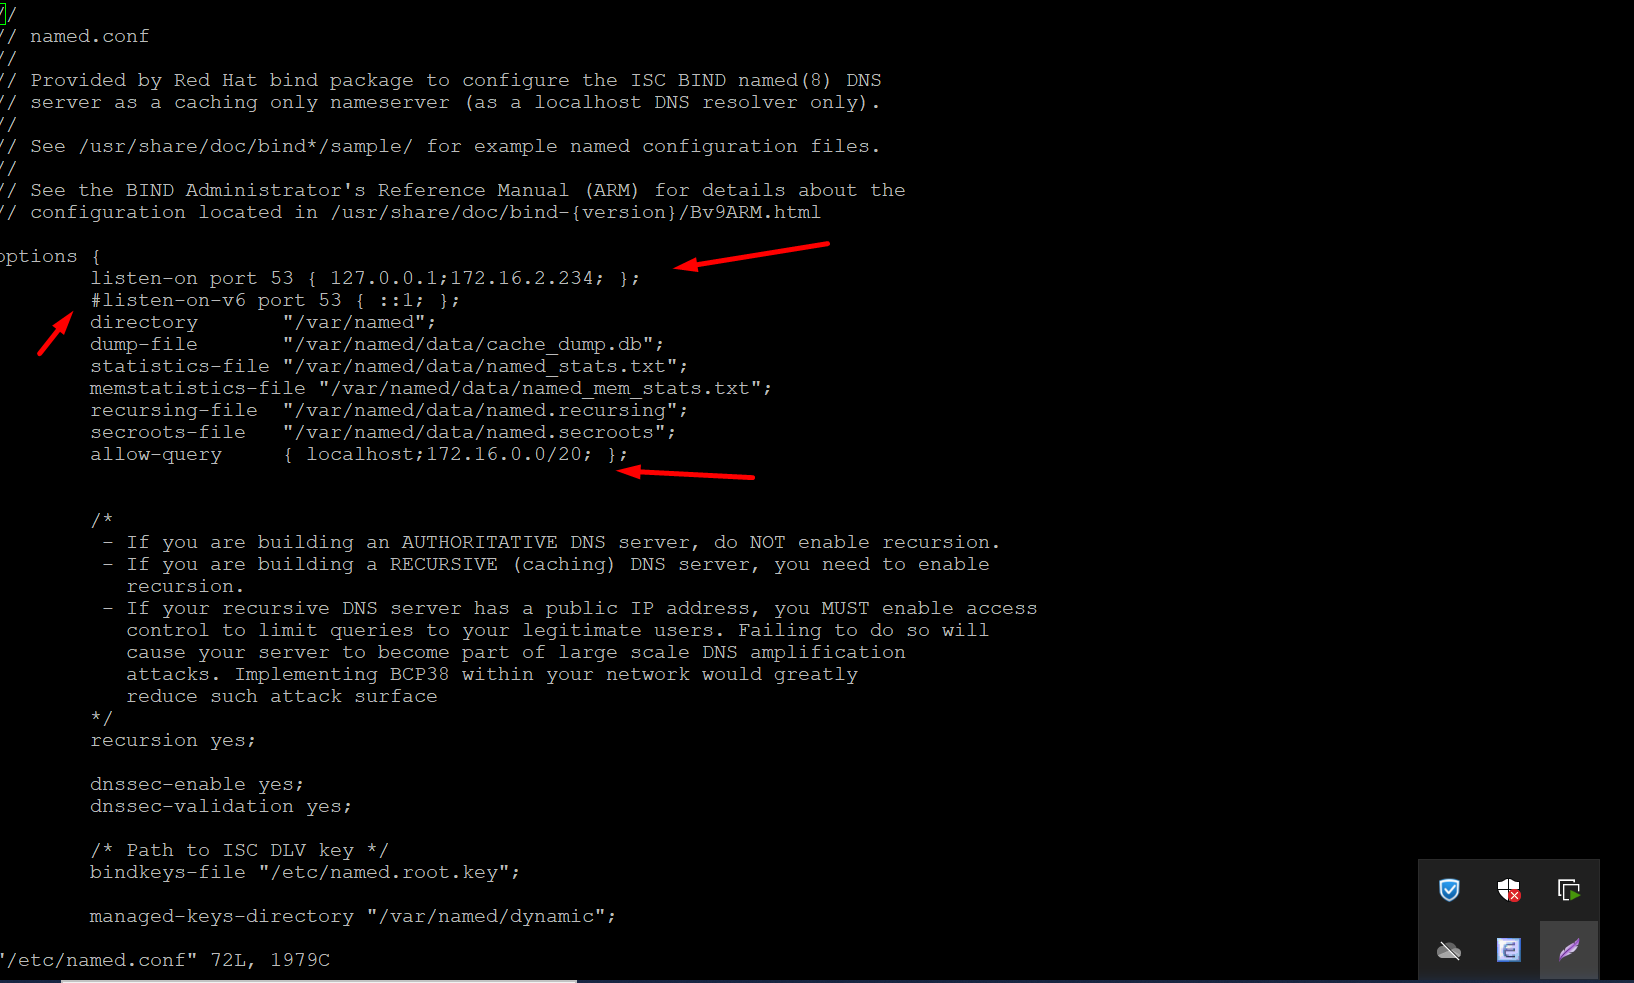 //
// named.conf
//
// Provided by Red Hat bind package to configure the ISC BIND named(8) DNS
// server as a caching only nameserver (as a localhost DNS resolver only).
//
// See /usr/share/doc/bind*/sample/ for example named configuration files.
//
// See the BIND Administrator's Reference Manual (ARM) for details about the
// configuration located in /usr/share/doc/bind-{version}/Bv9ARM.html
options {
listen-on port 53 { 127.0.0.1;172.16.2.234; };
#listen-on-v6 port 53 { ::1; };
directory "/var/named";
dump-file "/var/named/data/cache_dump.db";
statistics-file "/var/named/data/named_stats.txt";
memstatistics-file "/var/named/data/named_mem_stats.txt";
recursing-file "/var/named/data/named.recursing";
secroots-file "/var/named/data/named.secroots";
allow-query { localhost;172.16.0.0/20; };
/*
- If you are building an AUTHORITATIVE DNS server, do NOT enable recursion.
- If you are building a RECURSIVE (caching) DNS server, you need to enable
recursion.
- If your recursive DNS server has a public IP address, you MUST enable access
control to limit queries to your legitimate users. Failing to do so will
cause your server to become part of large scale DNS amplification
attacks. Implementing BCP38 within your network would greatly
reduce such attack surface
*/
recursion yes;
dnssec-enable yes;
dnssec-validation yes;
/* Path to ISC DLV key */
bindkeys-file "/etc/named.root.key";
managed-keys-directory "/var/named/dynamic";
"/etc/named.conf" 72L, 1979C